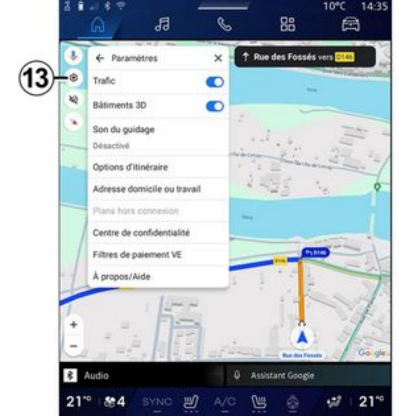 10°C 14:35
13
Paramètres
Rue des Fossés vers D146
Trafic
Bâtiments 3D
Son du guidage
Désactivé
Options d'itinéraire
Adresse domicile ou travail
Plans hors connexion
Centre de confidentialité
Filtres de paiement VE
À propos/Aide
D146
D146
Rue des Fossés
Google
Audio
Assistant Google
21°° 4 SYNC A/C 21°°